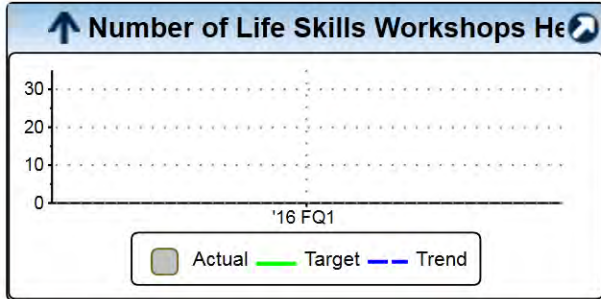 Number of Life Skills Workshops He
30
20
10
0
'16 FQ1
Actual Target Trend